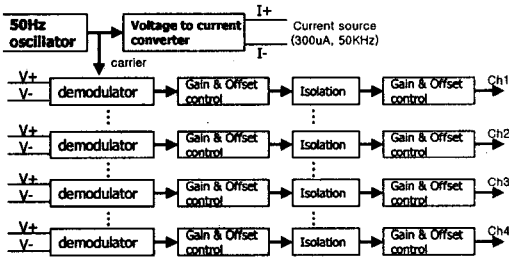 50Hz
oscillator
Voltage to current
converter
I+
I-
Current source
(300uA, 50KHz)
carrier
V+
V-
demodulator
Gain & Offset
control
Isolation
Gain & Offset
control
Ch1
V+
V-
demodulator
Gain & Offset
control
Isolation
Gain & Offset
control
Ch2
V+
V-
demodulator
Gain & Offset
control
Isolation
Gain & Offset
control
Ch3
V+
V-
demodulator
Gain & Offset
control
Isolation
Gain & Offset
control
Ch4